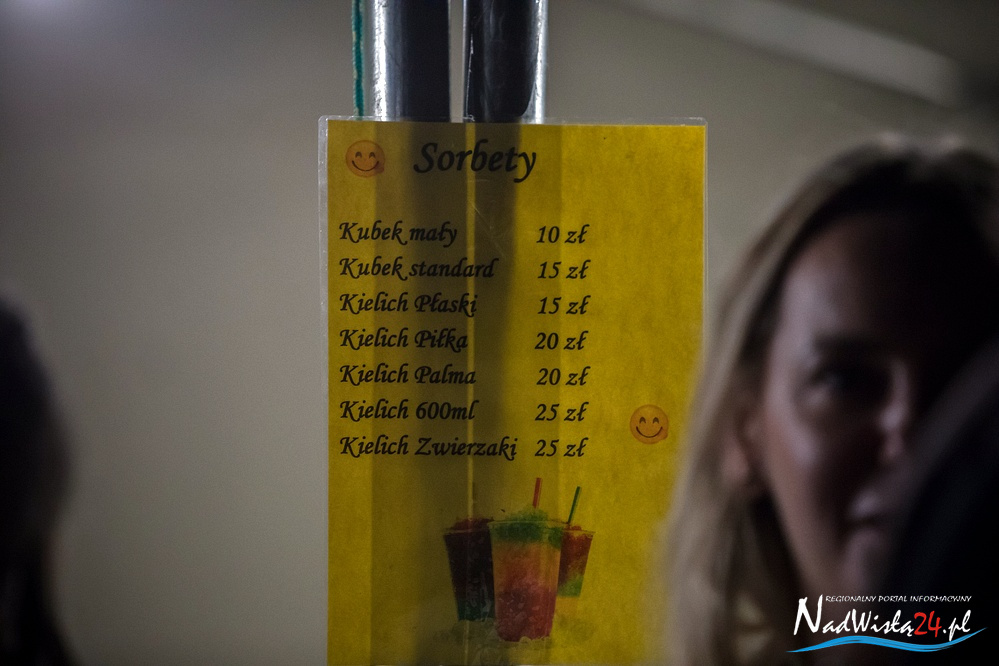 Sorbety
Kubek mały 10 zł
Kubek standard 15 zł
Kielich Płaski 15 zł
Kielich Piłka 20 zł
Kielich Palma 20 zł
Kielich 600ml 25 zł
Kielich Zwierzaki 25 zł
REGIONALNY PORTAL INFORMACYJNY
NadWisłą24.pl